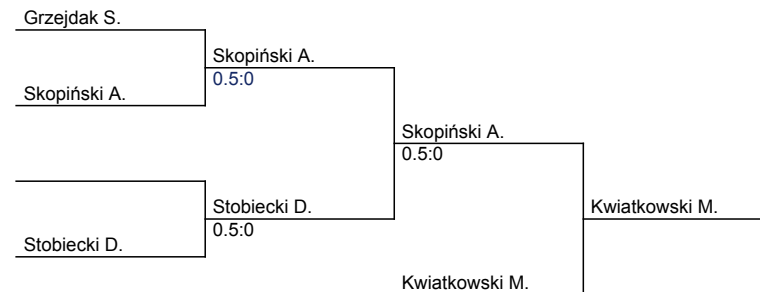 Grzejdak S.
Skopiński A.
0.5:0
Skopiński A.
Skopiński A.
0.5:0
Stobiecki D.
Kwiatkowski M.
0.5:0
Stobiecki D.
Kwiatkowski M.